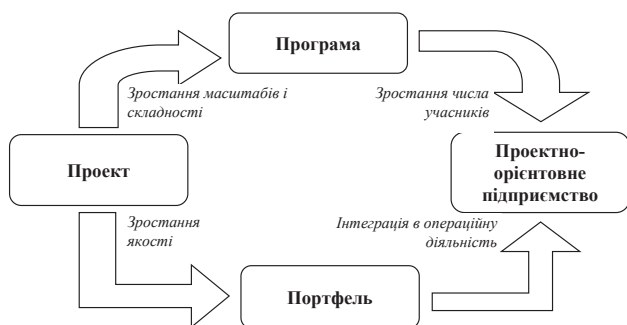 Програма
Зростання масштабів і
складності
Зростання числа
учасників
Проект
Проектно-
орієнтовне
підприємство
Зростання
якості
Інтеграція в операційну
діяльність
Портфель